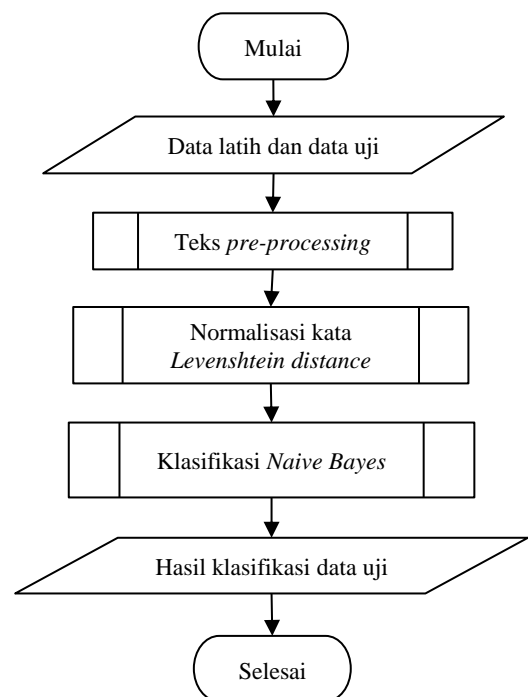 Mulai
Data latih dan data uji
Teks pre-processing
Normalisasi kata
Levenshtein distance
Klasifikasi Naive Bayes
Hasil klasifikasi data uji
Selesai